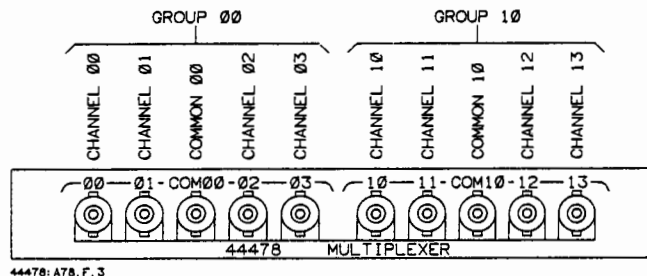 GROUP 00 GROUP 10
CHANNEL 00
CHANNEL 01
COMMON 00
CHANNEL 02
CHANNEL 03
CHANNEL 10
CHANNEL 11
COMMON 10
CHANNEL 12
CHANNEL 13
00—01-COM00-02—03 10—11-COM10-12—13
44478 MULTIPLEXER
44478:A78.F.3